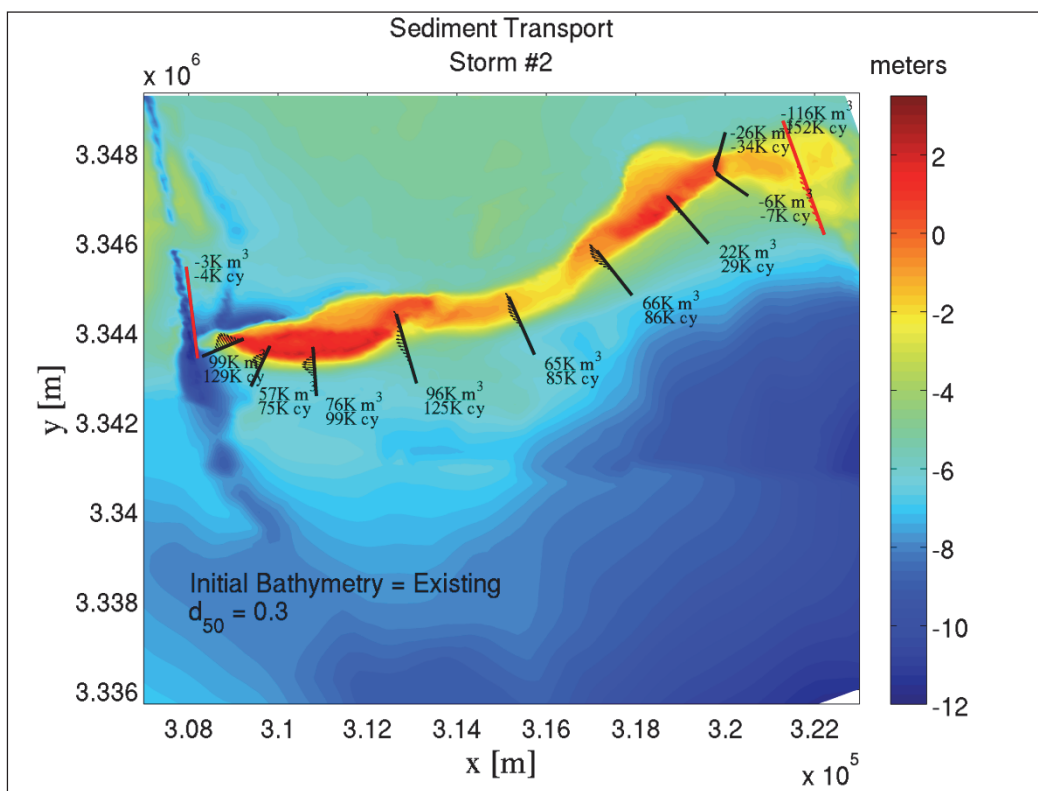 Sediment Transport
Storm #2
x 10^6
meters
3.348
3.346
3.344
3.342
3.34
3.338
3.336
y [m]
-116K m^3
-152K cy
-26K m^3
-34K cy
-6K m^3
-7K cy
22K m^3
29K cy
66K m^3
86K cy
65K m^3
85K cy
96K m^3
125K cy
76K m^3
99K cy
57K m^3
75K cy
99K m^3
129K cy
-3K m^3
-4K cy
Initial Bathymetry = Existing
d_50 = 0.3
3.08
3.1
3.12
3.14
3.16
3.18
3.2
3.22
x [m]
x 10^5
2
0
-2
-4
-6
-8
-10
-12